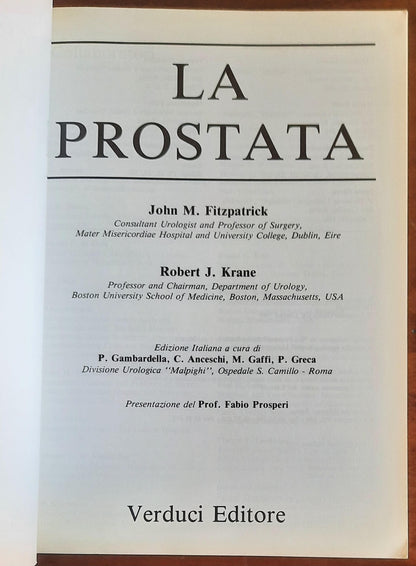 LA
PROSTATA
John M. Fitzpatrick
Consultant Urologist and Professor of Surgery,
Mater Misericordiae Hospital and University College, Dublin, Eire
Robert J. Krane
Professor and Chairman, Department of Urology,
Boston University School of Medicine, Boston, Massachusetts, USA
Edizione Italiana a cura di
P. Gambardella, C. Anceschi, M. Gaffi, P. Greca
Divisione Urologica "Malpighi", Ospedale S. Camillo - Roma
Presentazione del Prof. Fabio Prosperi
Verduci Editore